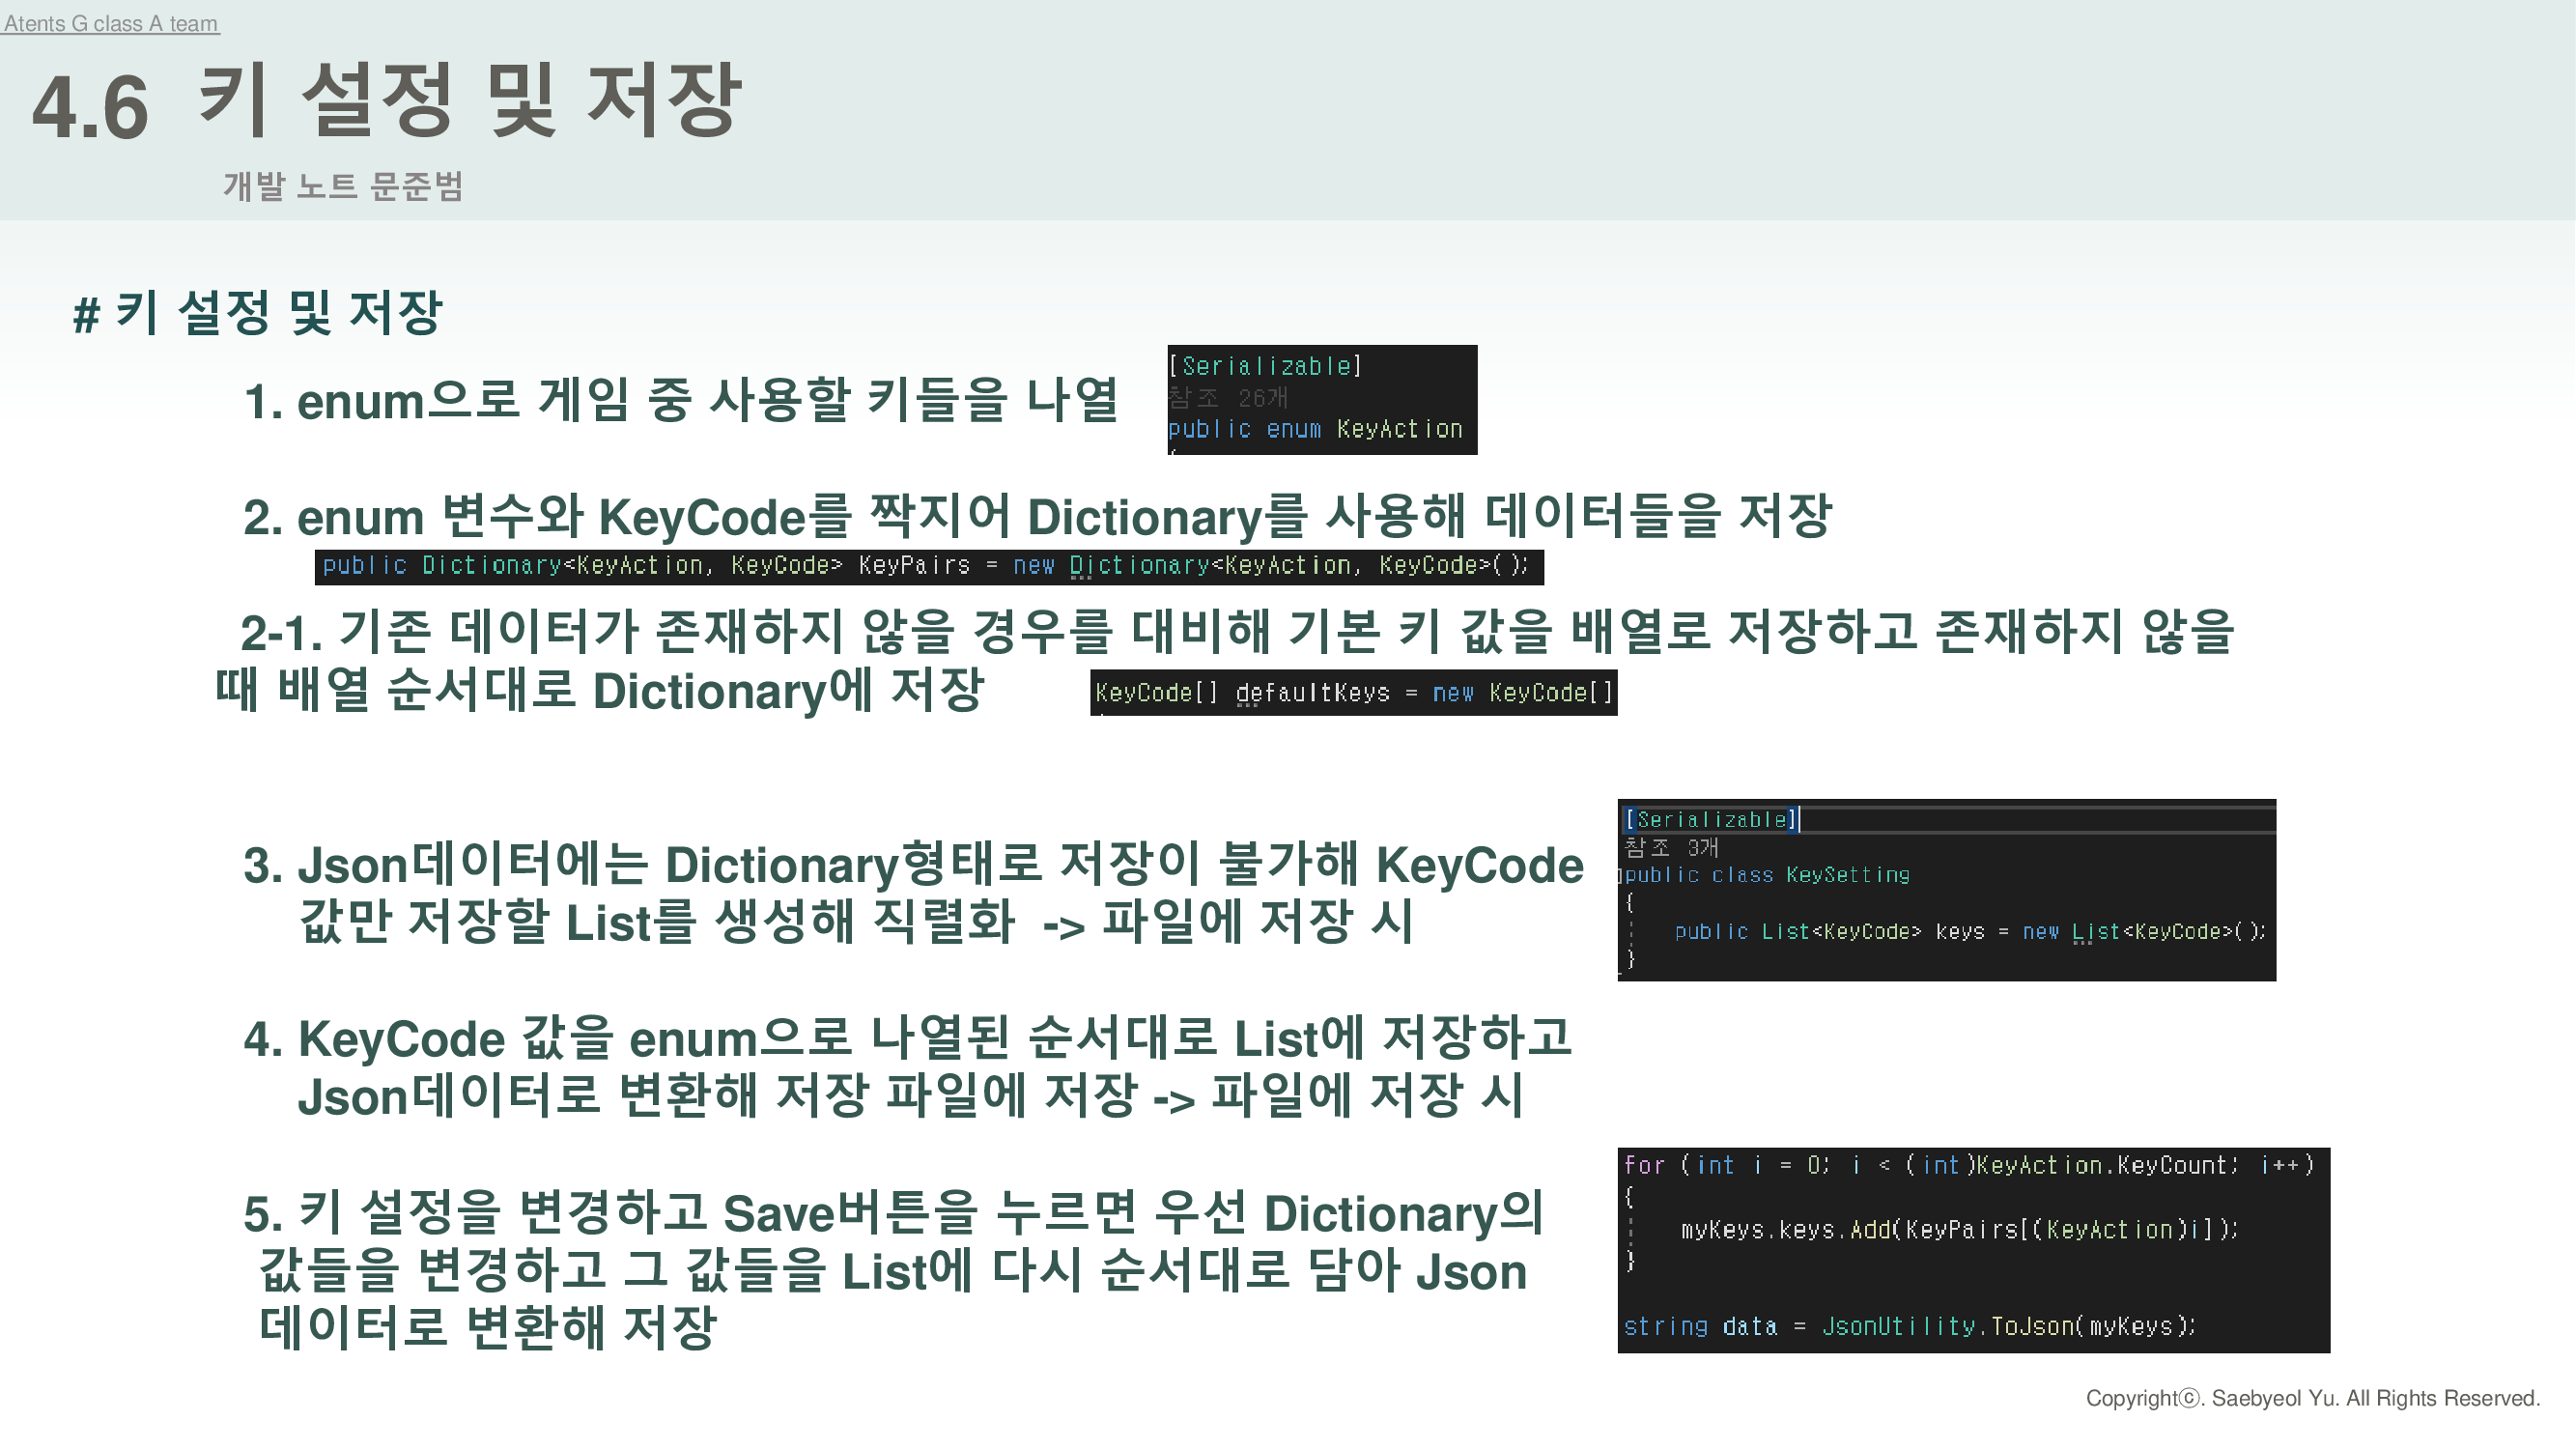 Atents G class A team
4.6 키 설정 및 저장
개발 노트 문준범
# 키 설정 및 저장
1. enum으로 게임 중 사용할 키들을 나열
[Serializable]
참조 26개
public enum KeyAction
2. enum 변수와 KeyCode를 짝지어 Dictionary를 사용해 데이터들을 저장
public Dictionary<KeyAction, KeyCode> KeyPairs = new Dictionary<KeyAction, KeyCode>();
2-1. 기존 데이터가 존재하지 않을 경우를 대비해 기본 키 값을 배열로 저장하고 존재하지 않을
때 배열 순서대로 Dictionary에 저장
KeyCode[] defaultKeys = new KeyCode[]
3. Json데이터에는 Dictionary형태로 저장이 불가해 KeyCode
값만 저장할 List를 생성해 직렬화 -> 파일에 저장 시
[Serializable]
참조 3개
public class KeySetting
{
public List<KeyCode> keys = new List<KeyCode>();
}
4. KeyCode 값을 enum으로 나열된 순서대로 List에 저장하고
Json데이터로 변환해 저장 파일에 저장 -> 파일에 저장 시
5. 키 설정을 변경하고 Save버튼을 누르면 우선 Dictionary의
값들을 변경하고 그 값들을 List에 다시 순서대로 담아 Json
데이터로 변환해 저장
for (int i = 0; i < (int)KeyAction.KeyCount; i++)
{
myKeys.keys.Add(KeyPairs[(KeyAction)i]);
}
string data = JsonUtility.ToJson(myKeys);
Copyrightⓒ. Saebyeol Yu. All Rights Reserved.